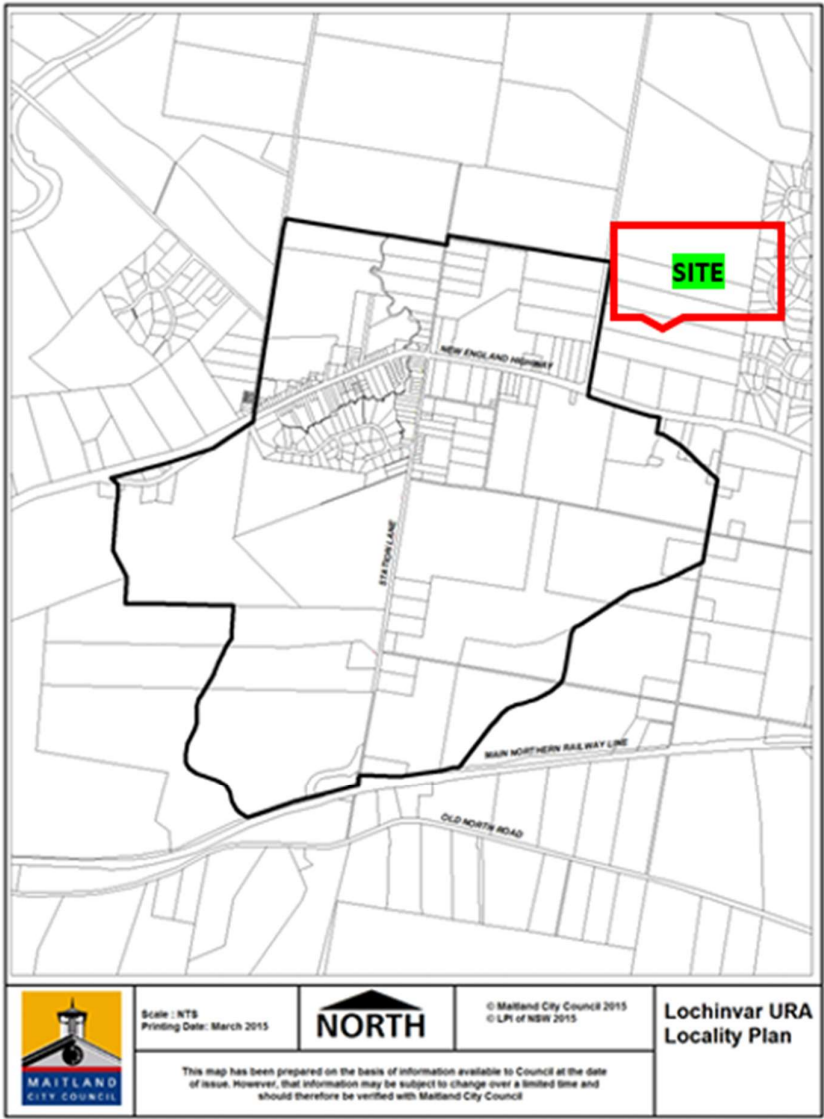 SITE
NEW ENGLAND HIGHWAY
STATION LANE
MAIN NORTHERN RAILWAY LINE
OLD NORTH ROAD
MAITLAND
CITY COUNCIL
Scale : NTS
Printing Date: March 2015
NORTH
© Maitland City Council 2015
© LPI of NSW 2015
Lochinvar URA
Locality Plan
This map has been prepared on the basis of information available to Council at the date
of issue. However, that information may be subject to change over a limited time and
should therefore be verified with Maitland City Council